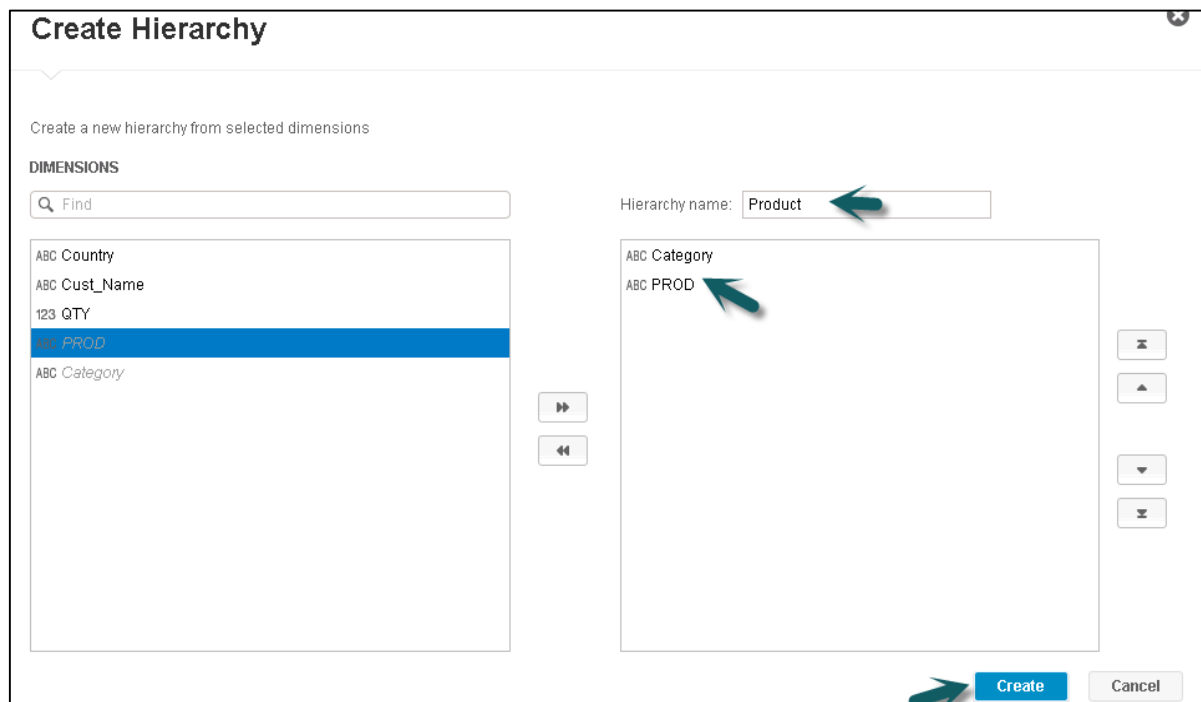 Create Hierarchy
Create a new hierarchy from selected dimensions
DIMENSIONS
Find
Hierarchy name: Product
ABC Country
ABC Cust_Name
123 QTY
ABC PROD
ABC Category
ABC Category
ABC PROD
Create
Cancel